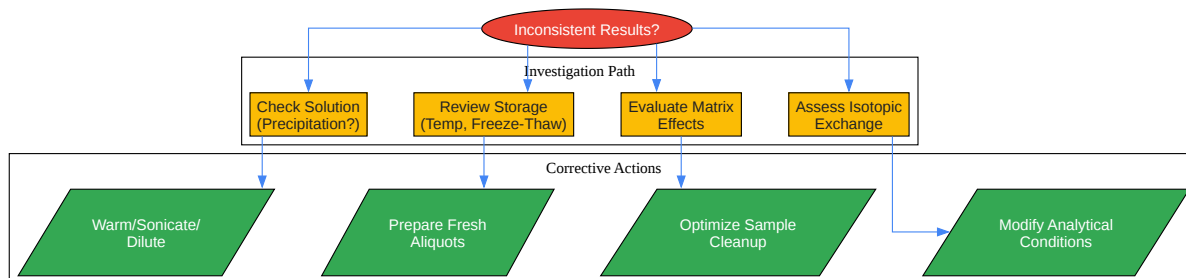 Inconsistent Results?
Investigation Path
Check Solution
(Precipitation?)
Review Storage
(Temp, Freeze-Thaw)
Evaluate Matrix
Effects
Assess Isotopic
Exchange
Corrective Actions
Warm/Sonicate/
Dilute
Prepare Fresh
Aliquots
Optimize Sample
Cleanup
Modify Analytical
Conditions